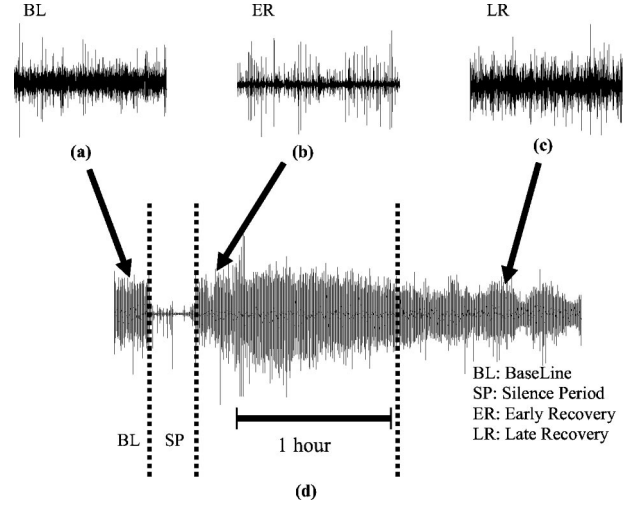 BL
ER
LR
(a)
(b)
(c)
BL: BaseLine
SP: Silence Period
ER: Early Recovery
LR: Late Recovery
BL
SP
1 hour
(d)